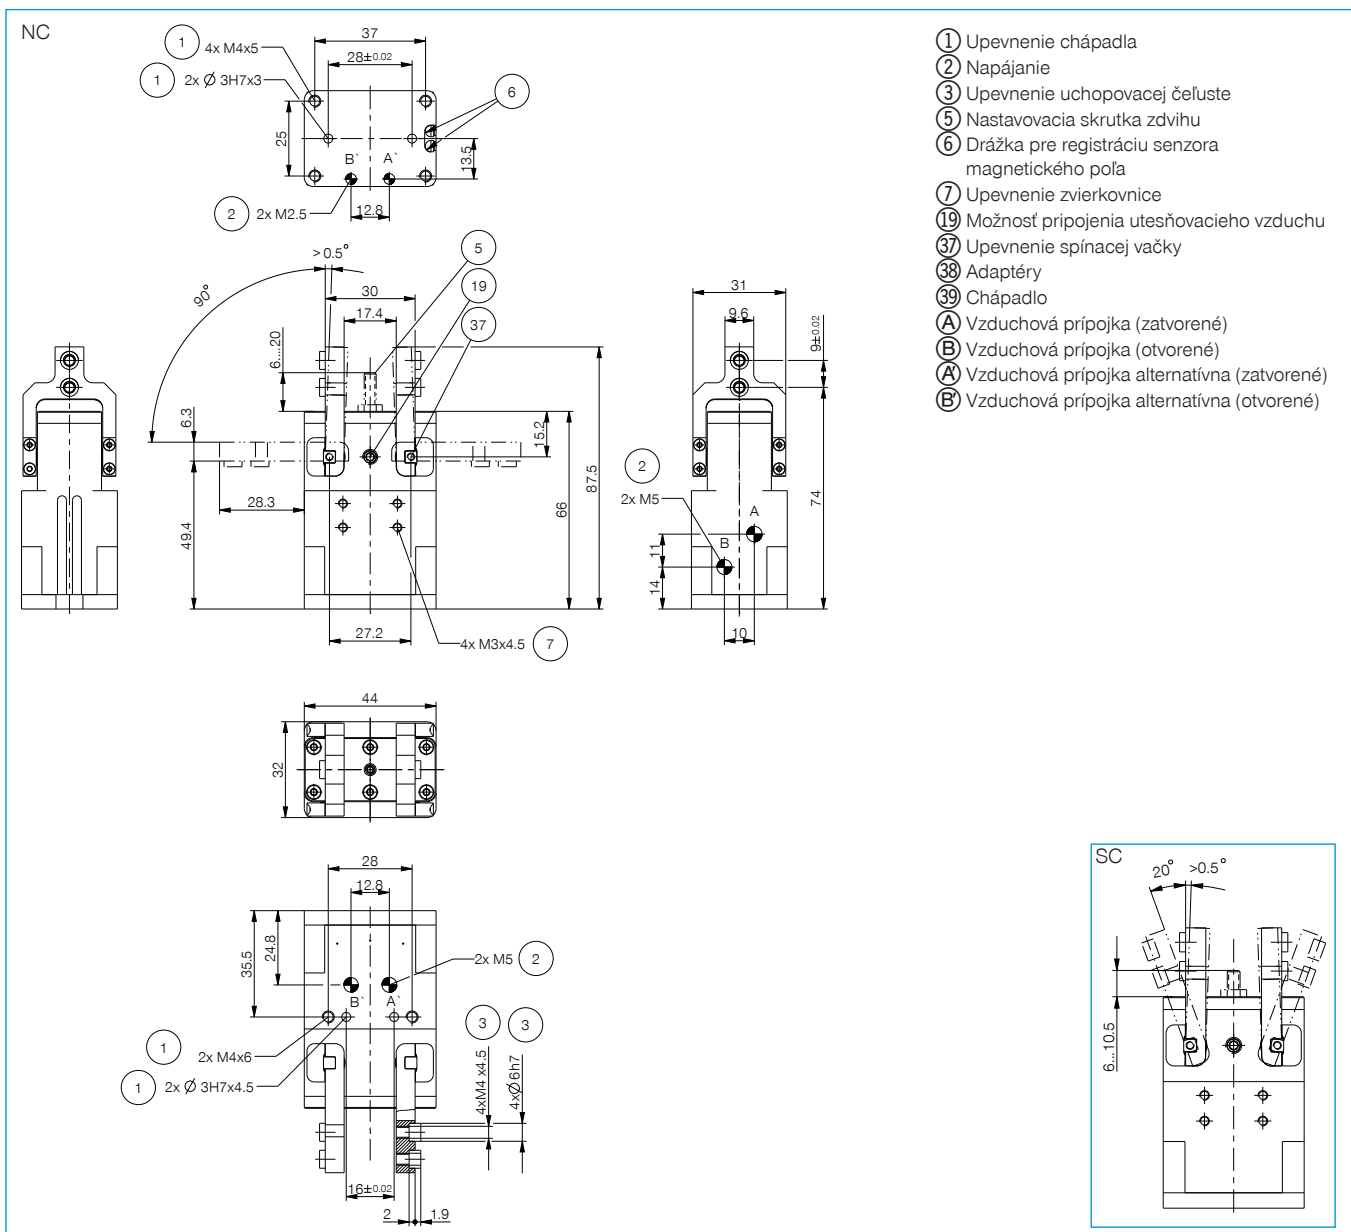 NC
37
1
4x M4x5
28±0.02
1
2x Ø 3H7x3
6
25
13.5
B`
A`
2
2x M2.5
12.8
1 Upevnenie chápadla
2 Napájanie
3 Upevnenie uchopovacej čeľuste
5 Nastavovacia skrutka zdvihu
6 Drážka pre registráciu senzora
magnetického poľa
7 Upevnenie zvierkovnice
19 Možnosť pripojenia utesňovacieho vzduchu
37 Upevnenie spínacej vačky
38 Adaptéry
39 Chápadlo
A Vzduchová prípojka (zatvorené)
B Vzduchová prípojka (otvorené)
A' Vzduchová prípojka alternatívna (zatvorené)
B' Vzduchová prípojka alternatívna (otvorené)
>0.5°
5
90°
30
19
17.4
37
6....20
6.3
15.2
28.3
49.4
66
87.5
27.2
4x M3x4.5
7
31
9.6
9±0.02
2
2x M5
A
B
11
14
74
10
44
32
28
12.8
24.8
35.5
2x M5
2
B`
A`
3
3
1
2x M4x6
1
2x Ø 3H7x4.5
4xM4 x4.5
4xØ6h7
16±0.02
2
1.9
SC
20°
>0.5°
6...10.5